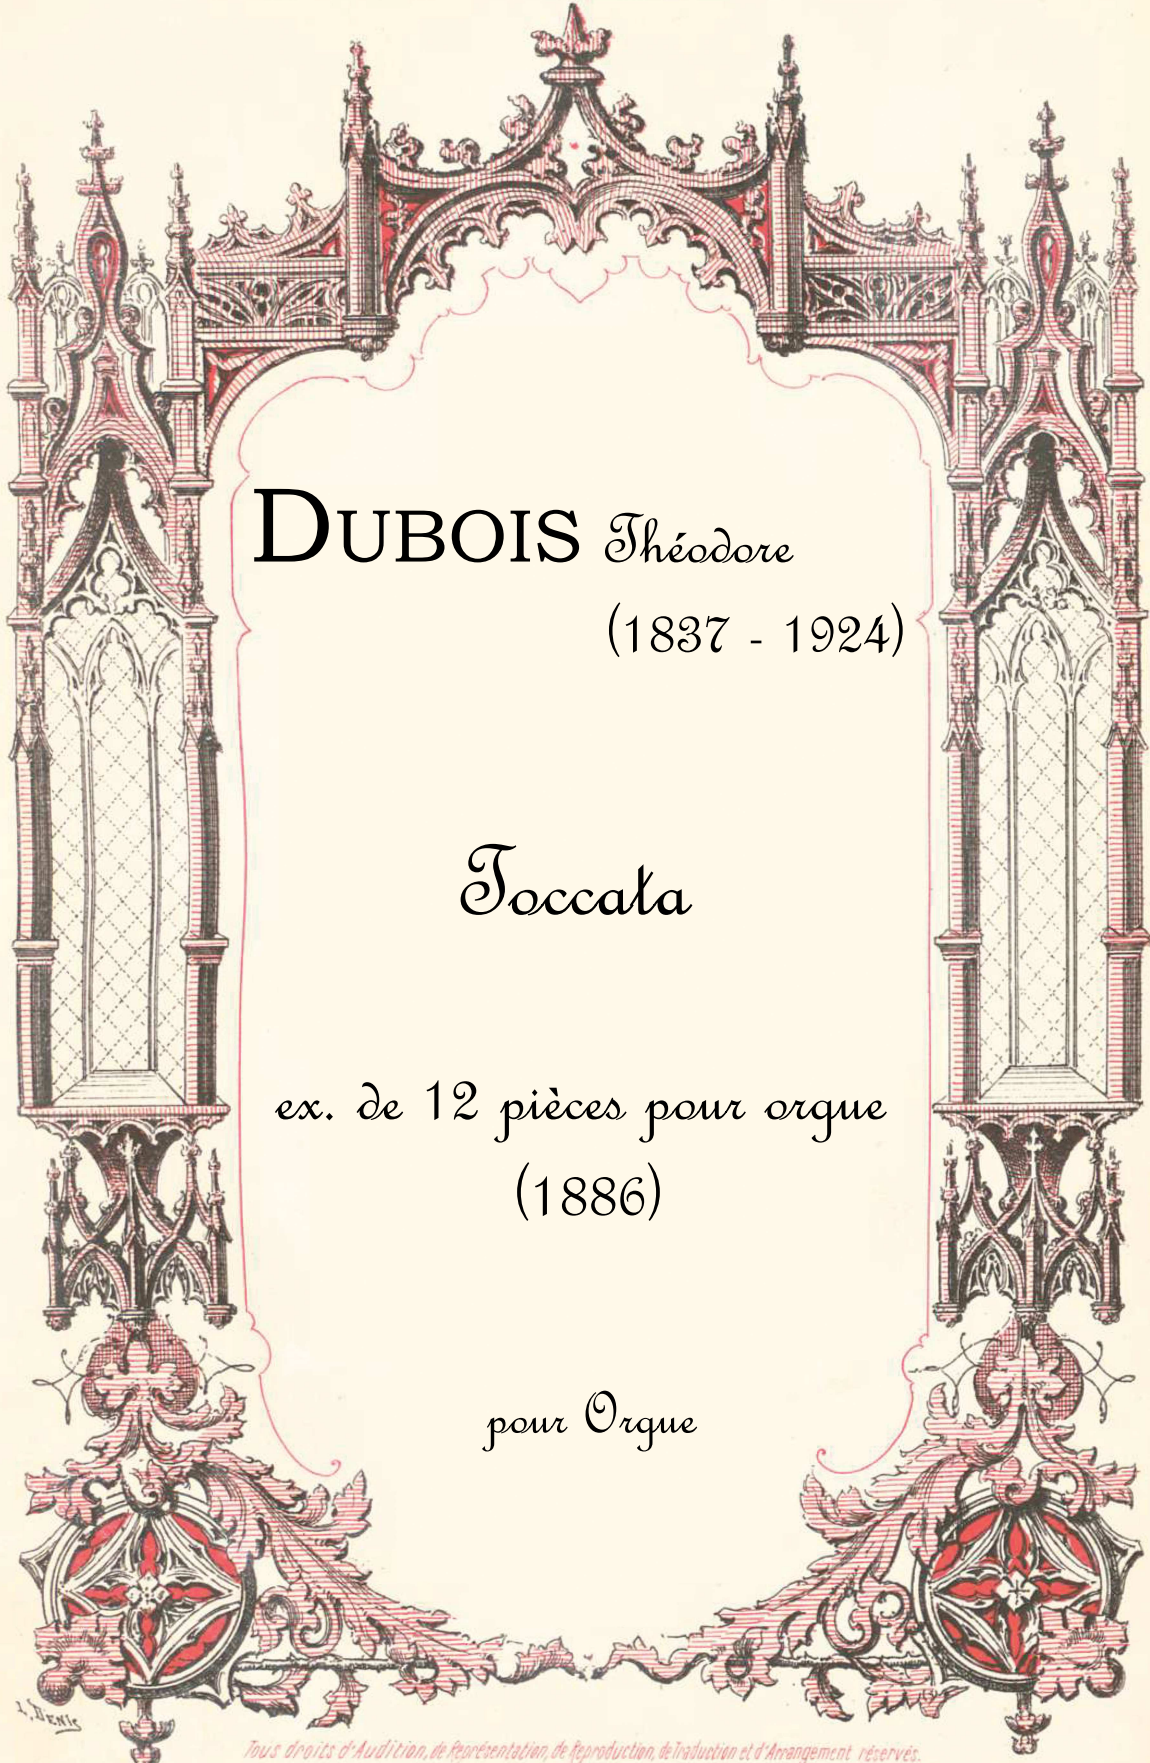 DUBOIS Théodore
(1837 - 1924)
Toccata
ex. de 12 pièces pour orgue
(1886)
pour Orgue
L. DENIS
Tous droits d'Audition, de Représentation, de Reproduction, de Traduction et d'Arrangement réservés.